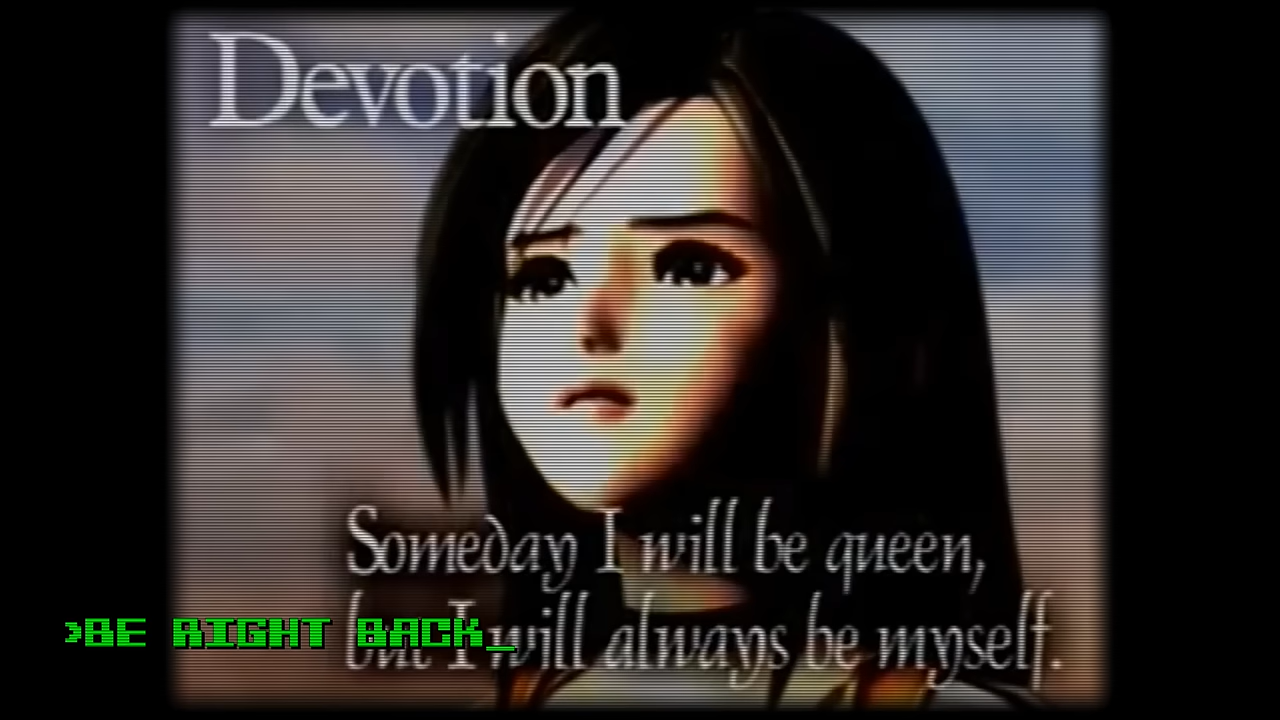 Devotion
Someday I will be queen,
but I will always be myself.
>BE RIGHT BACK_